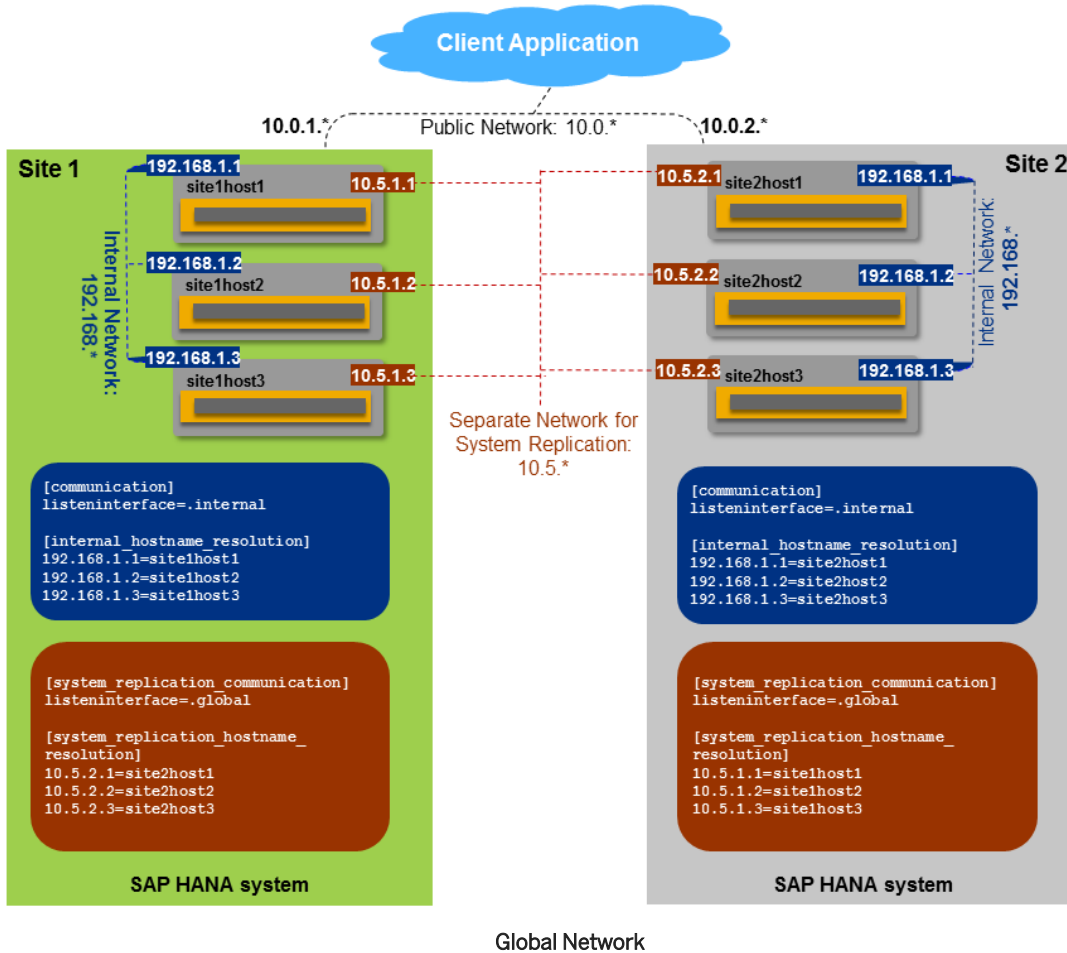 Client Application
10.0.1.*
Public Network: 10.0.*
10.0.2.*
Site 1
192.168.1.1
site1host1
10.5.1.1
192.168.1.2
site1host2
10.5.1.2
192.168.1.3
site1host3
10.5.1.3
Internal Network:
192.168.*
Separate Network for
System Replication:
10.5.*
Site 2
10.5.2.1
site2host1
192.168.1.1
10.5.2.2
site2host2
192.168.1.2
10.5.2.3
site2host3
192.168.1.3
Internal Network:
192.168.*
[communication]
listeninterface=.internal
[internal_hostname_resolution]
192.168.1.1=site1host1
192.168.1.2=site1host2
192.168.1.3=site1host3
[system_replication_communication]
listeninterface=.global
[system_replication_hostname_
resolution]
10.5.2.1=site2host1
10.5.2.2=site2host2
10.5.2.3=site2host3
SAP HANA system
[communication]
listeninterface=.internal
[internal_hostname_resolution]
192.168.1.1=site2host1
192.168.1.2=site2host2
192.168.1.3=site2host3
[system_replication_communication]
listeninterface=.global
[system_replication_hostname_
resolution]
10.5.1.1=site1host1
10.5.1.2=site1host2
10.5.1.3=site1host3
SAP HANA system
Global Network